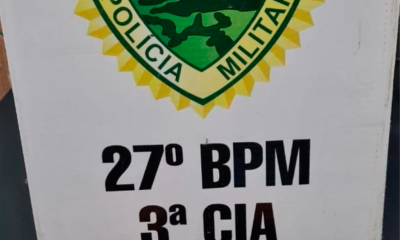 POLÍCIA MILITAR
27º BPM
3ª CIA